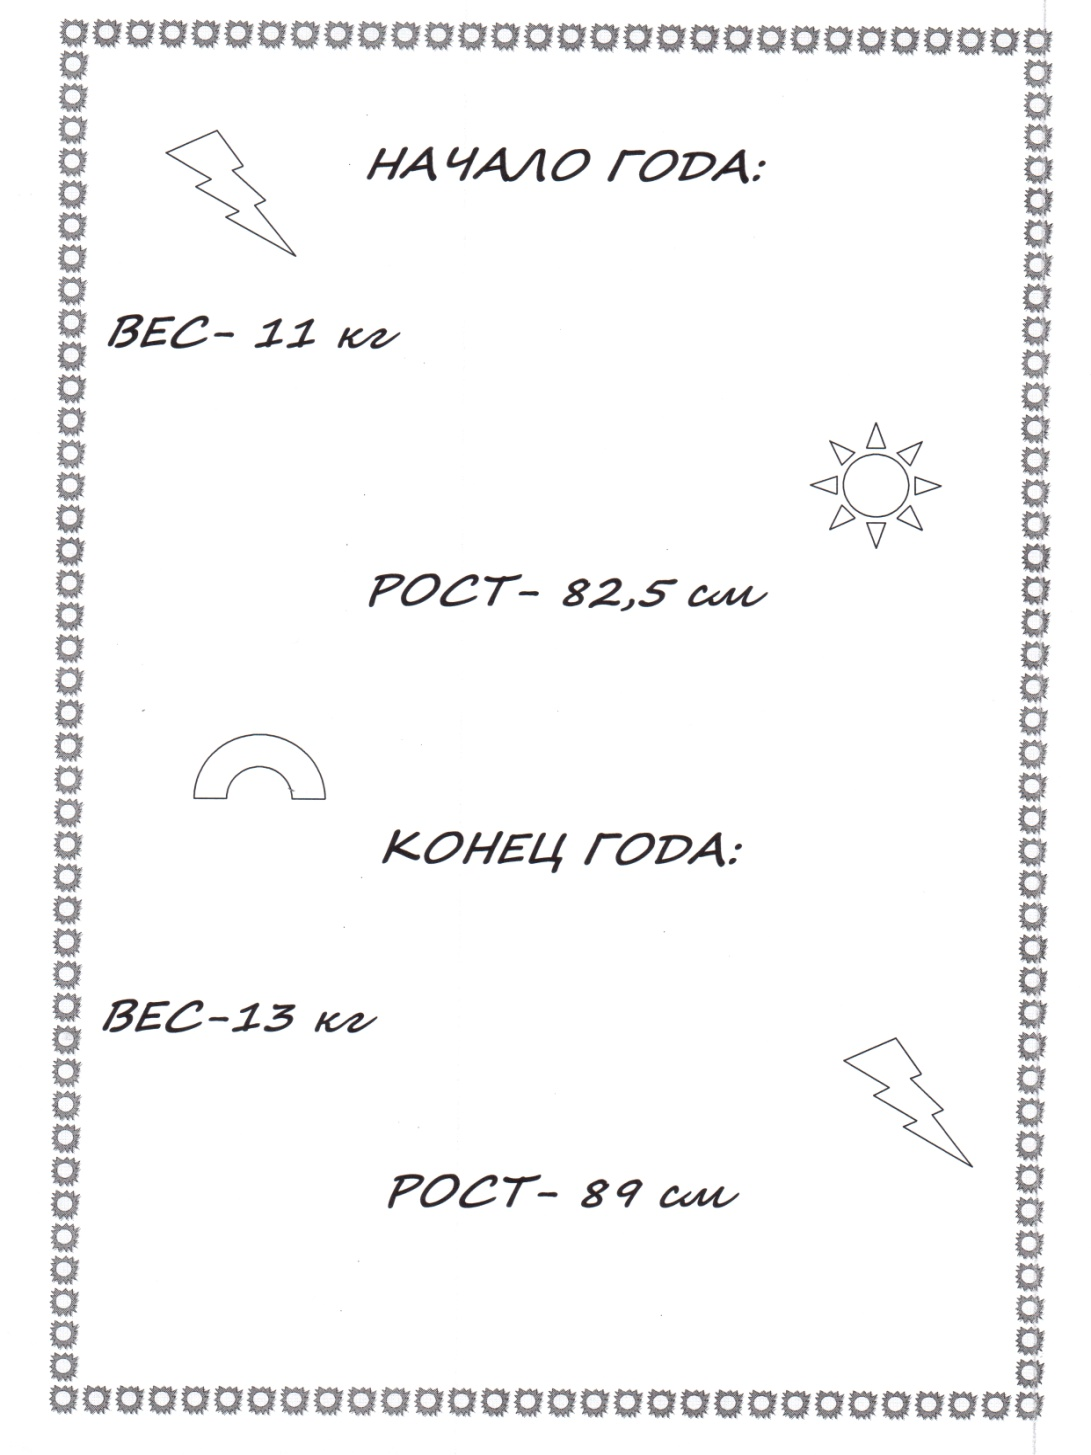 НАЧАЛО ГОДА:
ВЕС- 11 кг
РОСТ- 82,5 см
КОНЕЦ ГОДА:
ВЕС-13 кг
РОСТ- 89 см